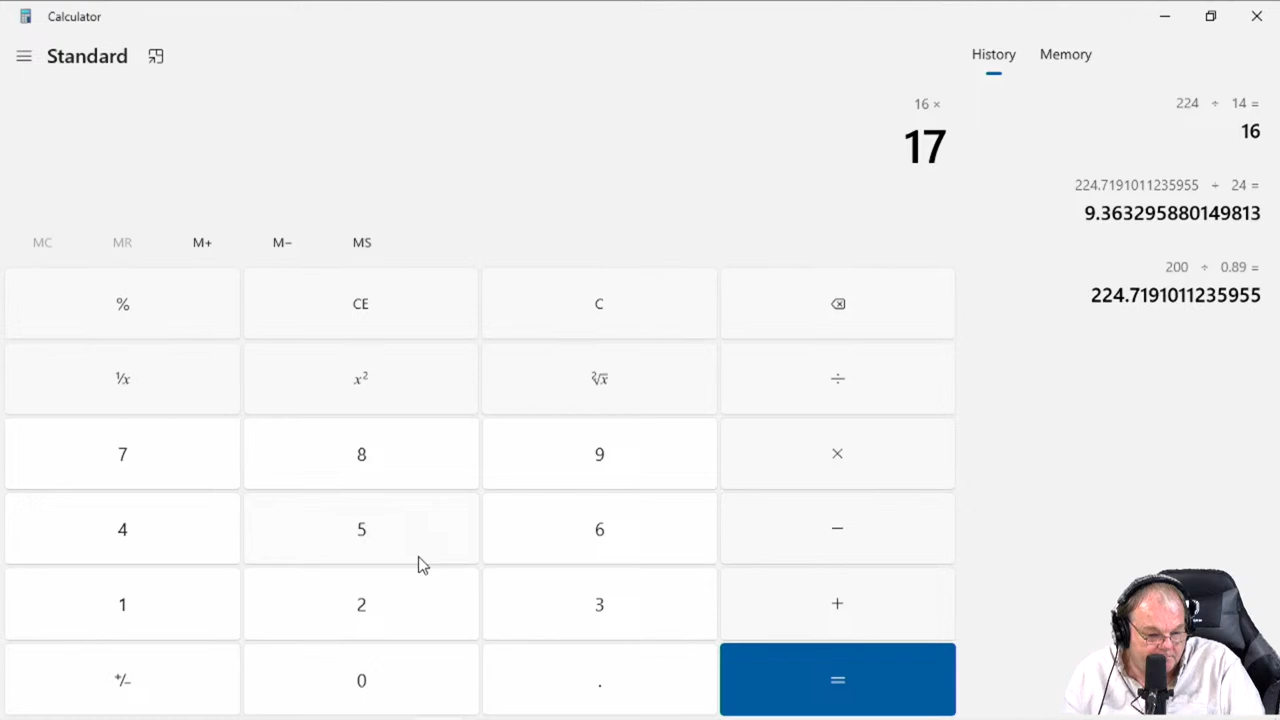 Calculator
Standard
History
Memory
16 ×
17
224 ÷ 14 =
16
224.7191011235955 ÷ 24 =
9.363295880149813
200 ÷ 0.89 =
224.7191011235955
MC MR M+ M− MS
% CE C
¹/x x² ²√x ÷
7 8 9 ×
4 5 6 −
1 2 3 +
+/− 0 . =